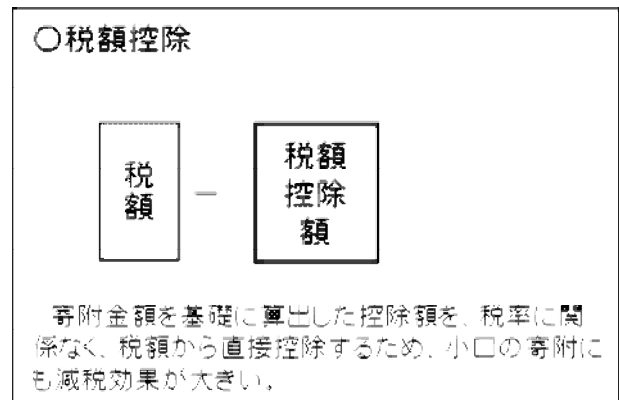 ○税額控除
税
額
－
税額
控除
額
寄附金額を基礎に算出した控除額を、税率に関
係なく、税額から直接控除するため、小口の寄附に
も減税効果が大きい。